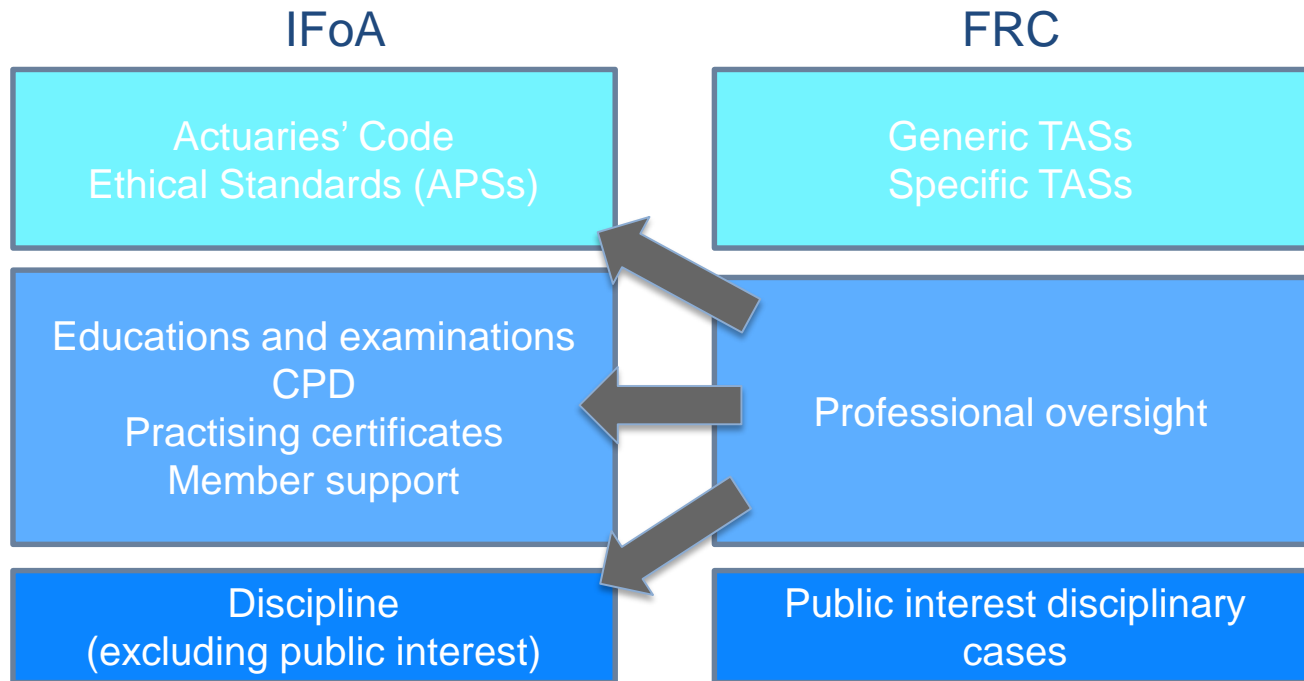 IFoA
FRC
Actuaries’ Code
Ethical Standards (APSs)
Generic TASs
Specific TASs
Educations and examinations
CPD
Practising certificates
Member support
Professional oversight
Discipline
(excluding public interest)
Public interest disciplinary
cases